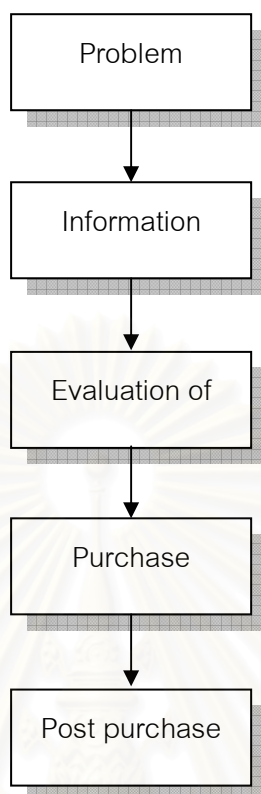 Problem
Information
Evaluation of
Purchase
Post purchase